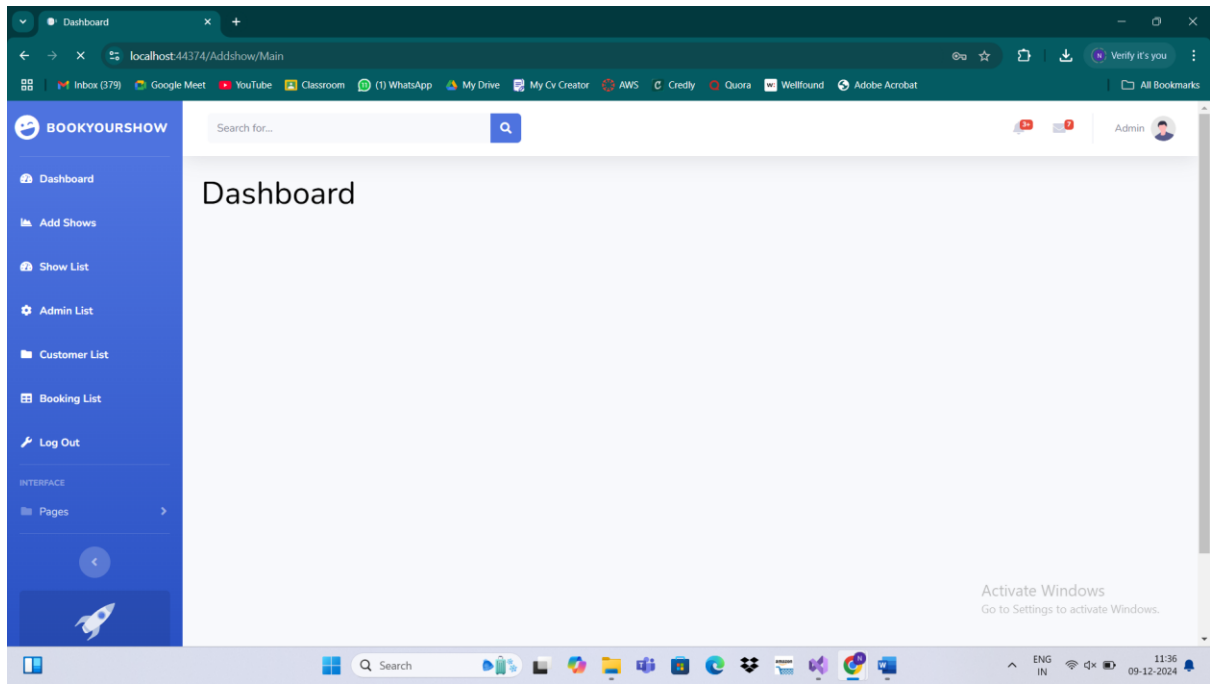 Dashboard
localhost:44374/Addshow/Main
Verify it's you
Inbox (379) Google Meet YouTube Classroom (1) WhatsApp My Drive My Cv Creator AWS Credly Quora Wellfound Adobe Acrobat All Bookmarks
BOOKYOURSHOW
Search for...
3+
7
Admin
Dashboard
Dashboard
Add Shows
Show List
Admin List
Customer List
Booking List
Log Out
INTERFACE
Pages
Activate Windows
Go to Settings to activate Windows.
Search
ENG
IN
11:36
09-12-2024